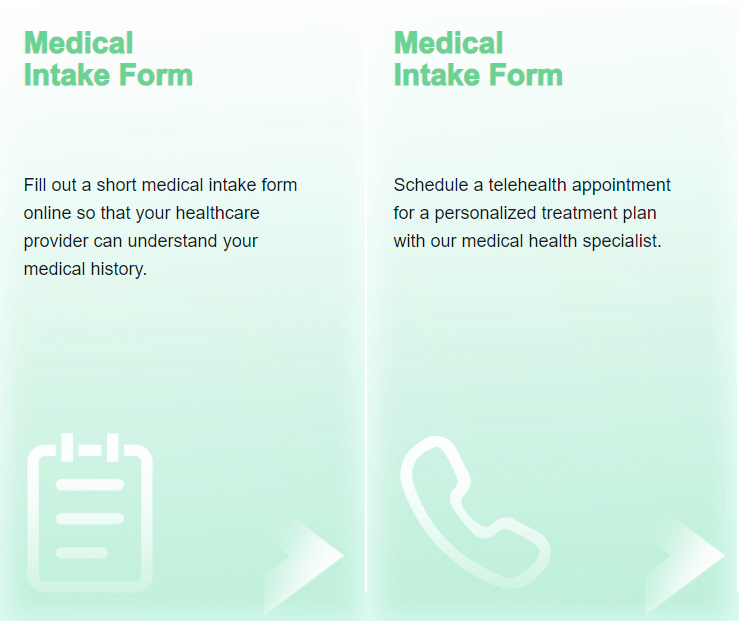 Medical
Intake Form
Fill out a short medical intake form
online so that your healthcare
provider can understand your
medical history.
Medical
Intake Form
Schedule a telehealth appointment
for a personalized treatment plan
with our medical health specialist.